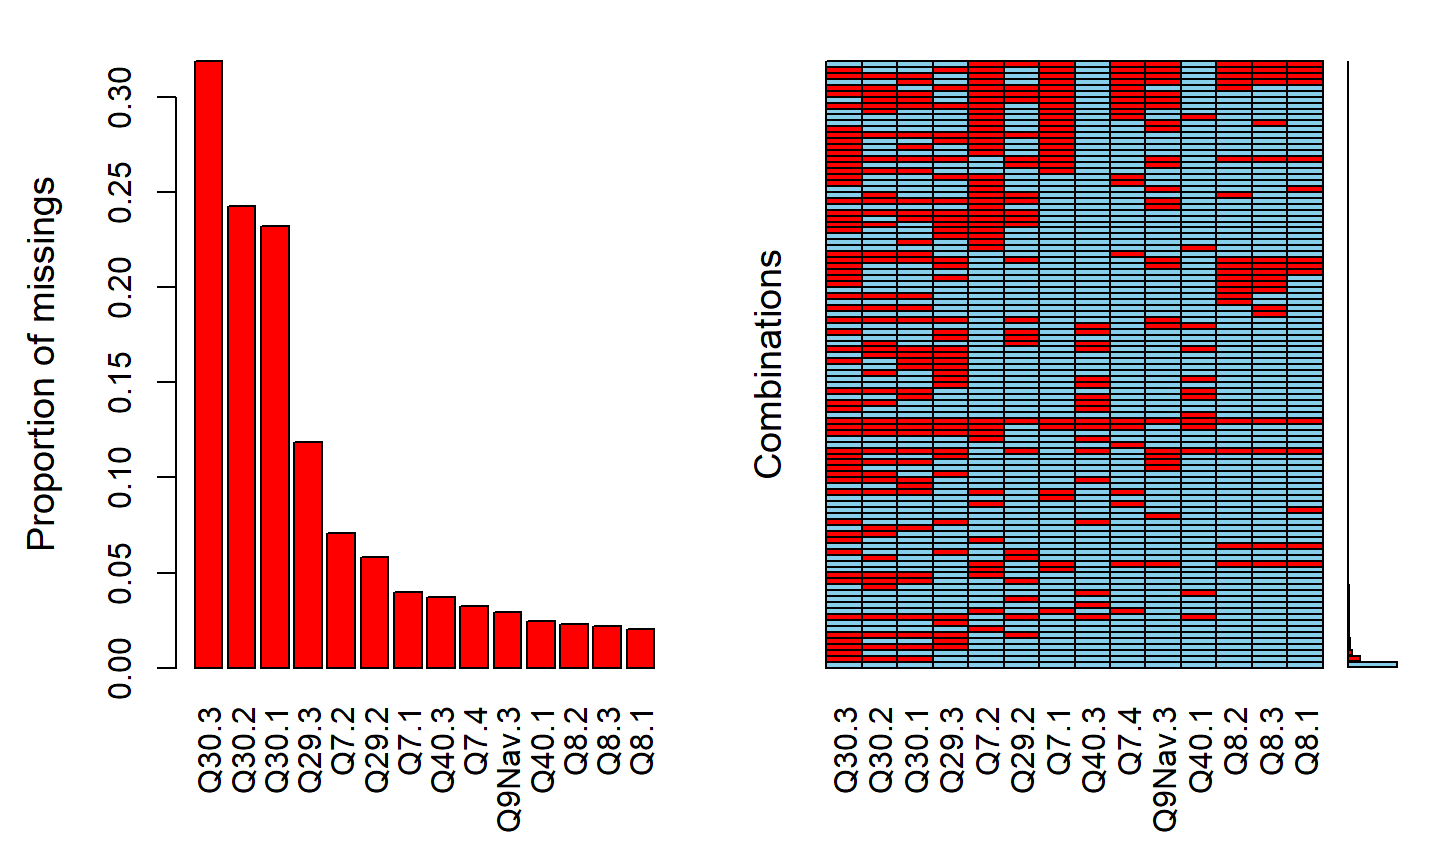 Proportion of missings
0.30
0.25
0.20
0.15
0.10
0.05
0.00
Q30.3
Q30.2
Q30.1
Q29.3
Q7.2
Q29.2
Q7.1
Q40.3
Q7.4
Q9Nav.3
Q40.1
Q8.2
Q8.3
Q8.1
Combinations
Q30.3
Q30.2
Q30.1
Q29.3
Q7.2
Q29.2
Q7.1
Q40.3
Q7.4
Q9Nav.3
Q40.1
Q8.2
Q8.3
Q8.1